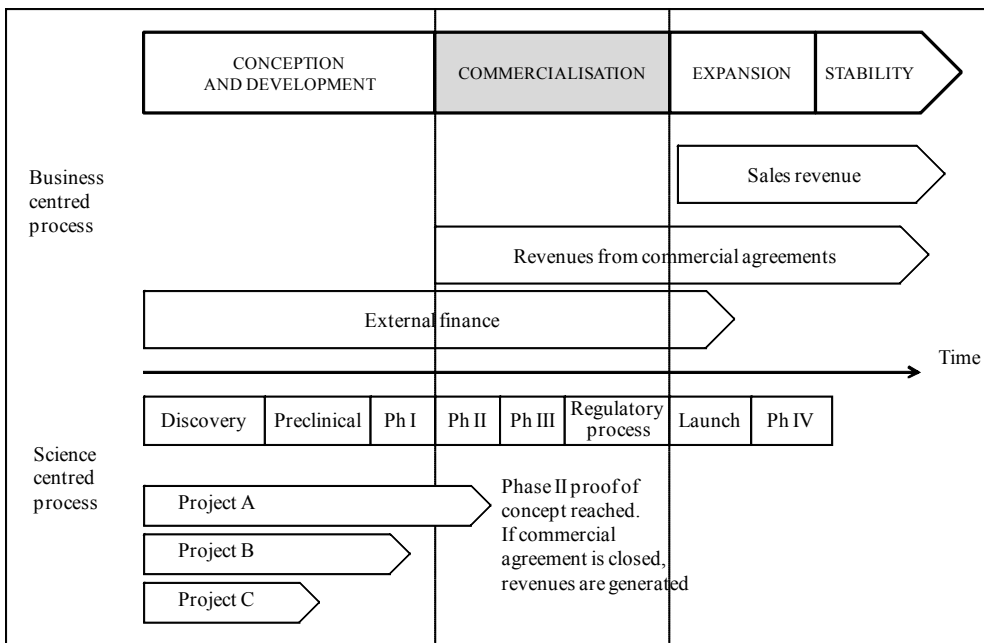 CONCEPTION
AND DEVELOPMENT
COMMERCIALISATION
EXPANSION
STABILITY
Business
centred
process
Sales revenue
Revenues from commercial agreements
External finance
Time
Discovery
Preclinical
Ph I
Ph II
Ph III
Regulatory
process
Launch
Ph IV
Science
centred
process
Project A
Project B
Project C
Phase II proof of
concept reached.
If commercial
agreement is closed,
revenues are generated